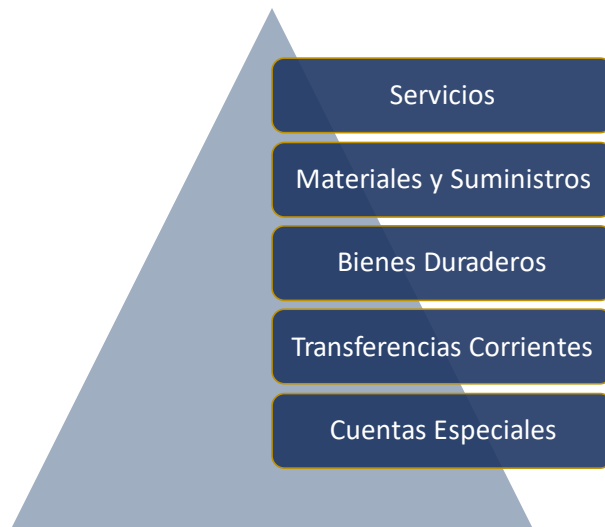 Servicios
Materiales y Suministros
Bienes Duraderos
Transferencias Corrientes
Cuentas Especiales